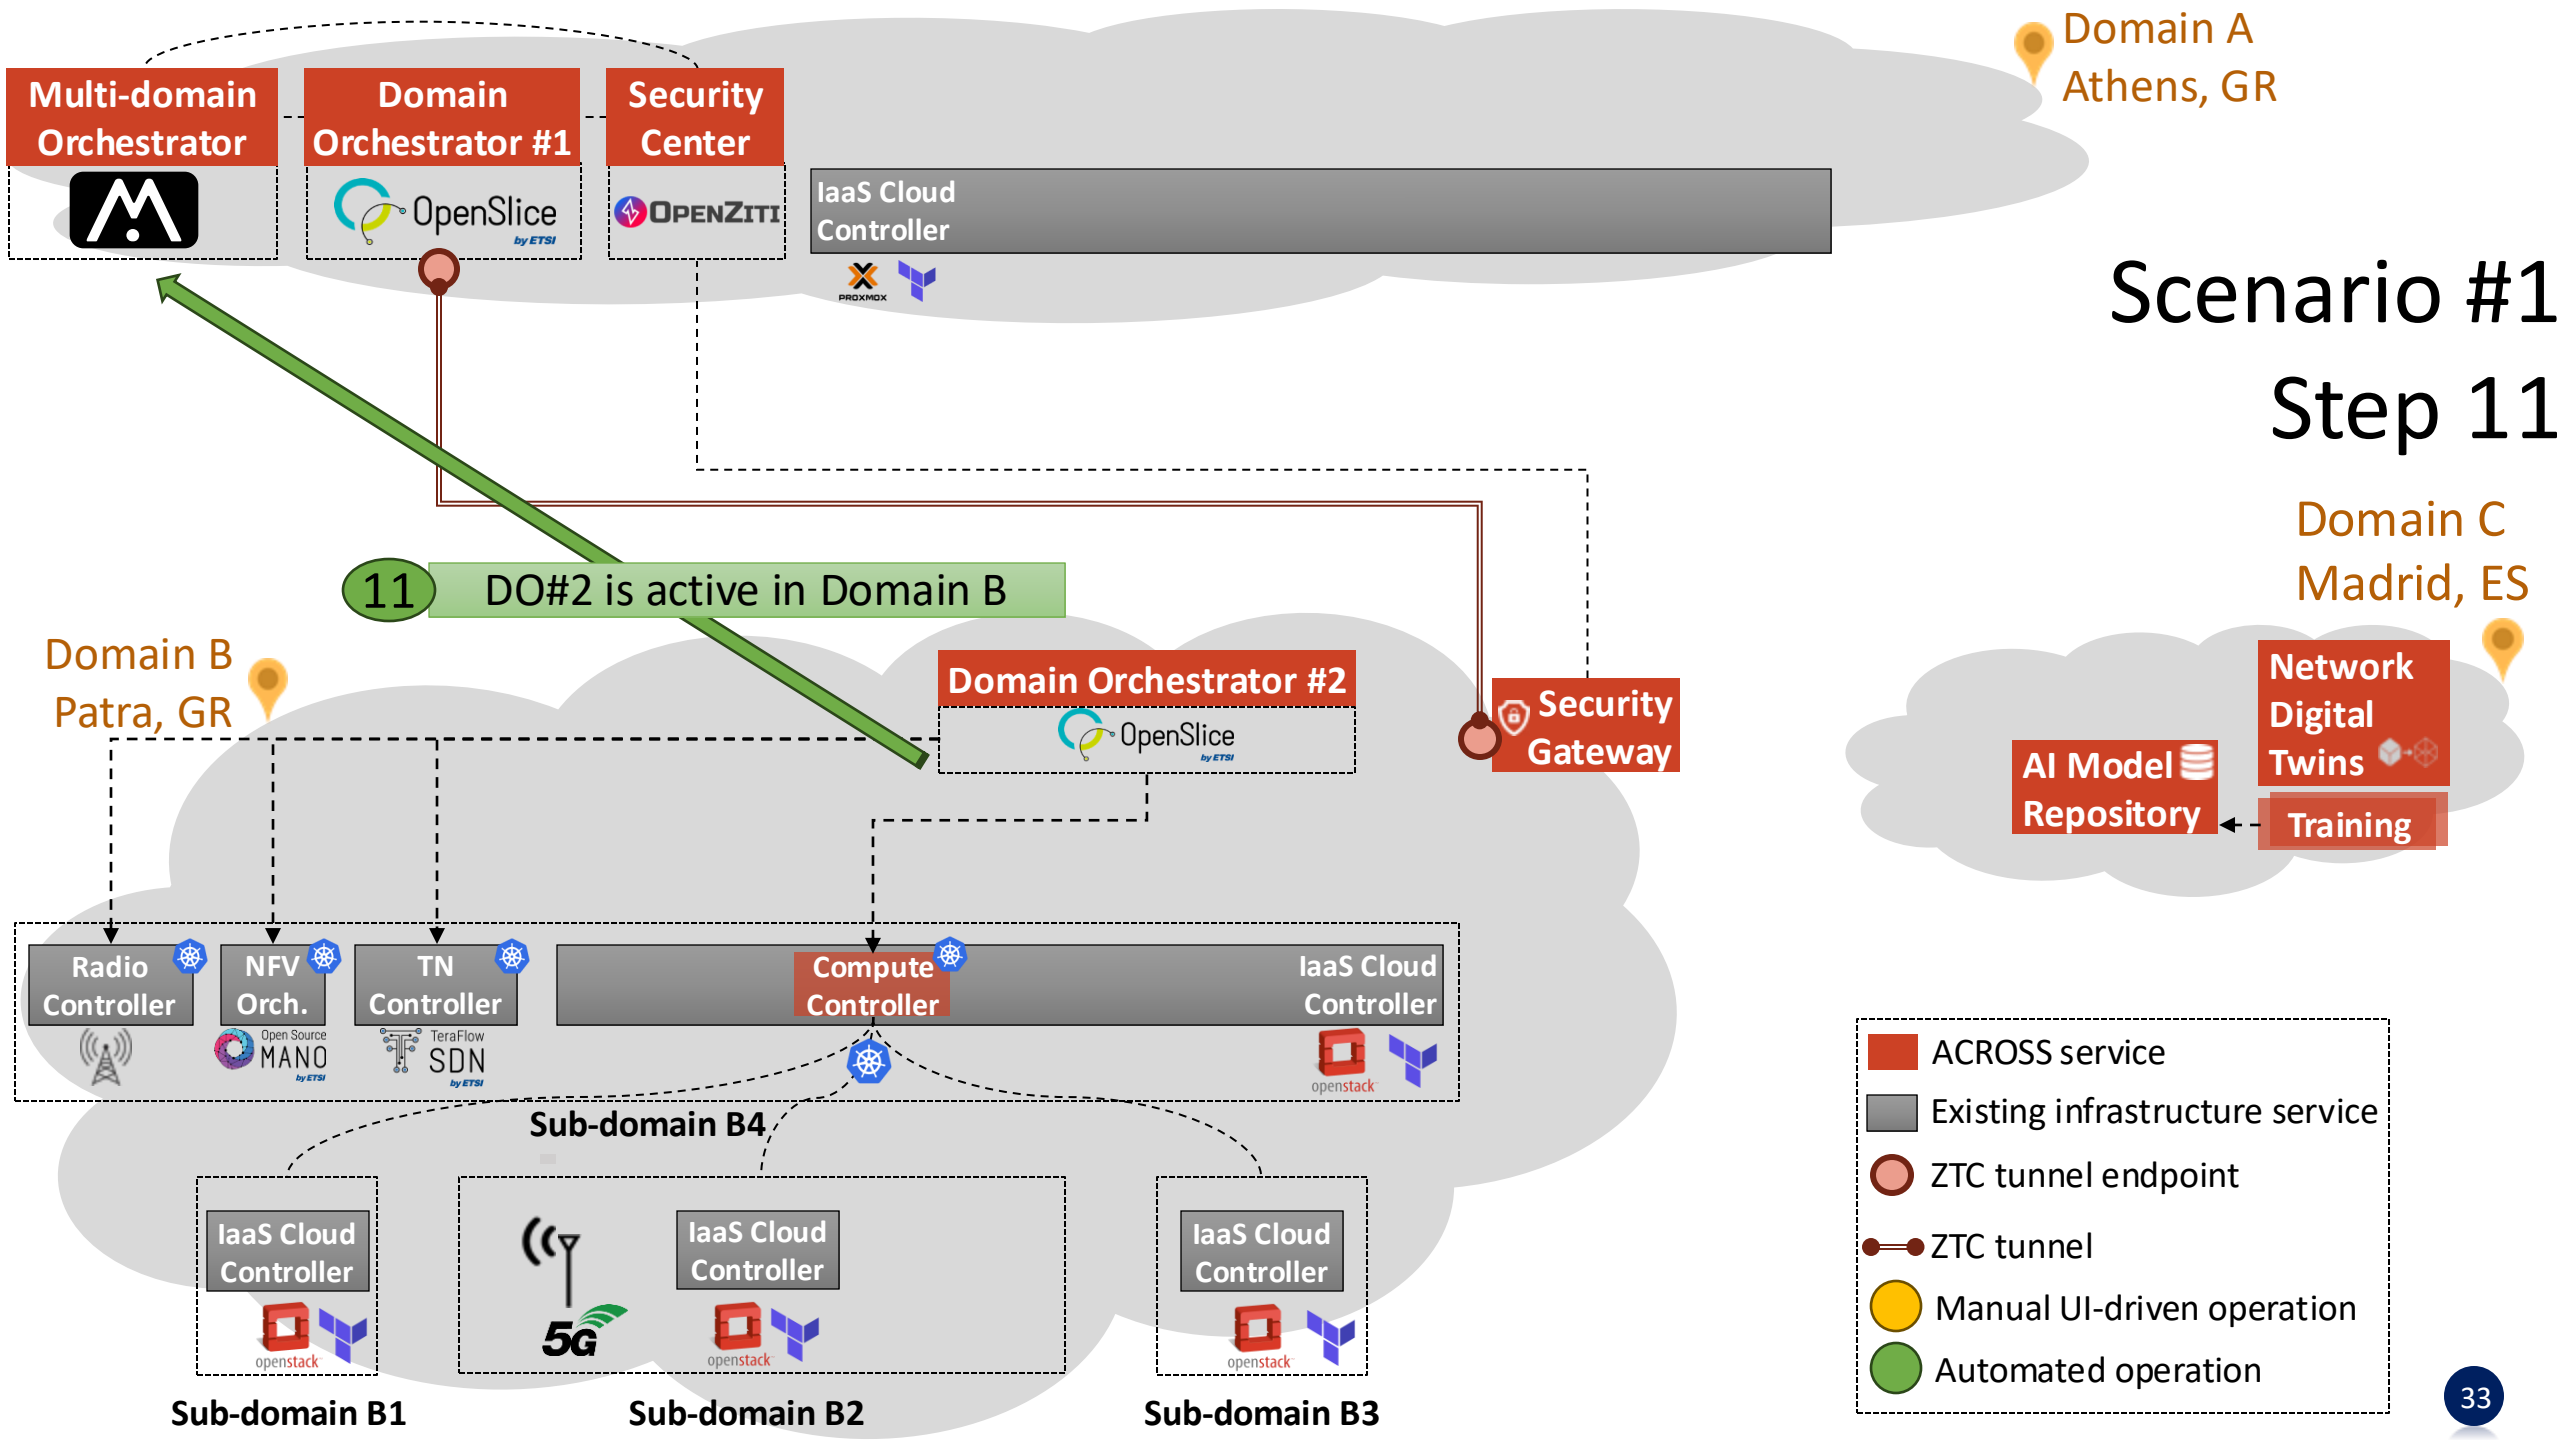 Domain A
Athens, GR
Multi-domain
Orchestrator
Domain
Orchestrator #1
OpenSlice
by ETSI
Security
Center
OPENZITI
IaaS Cloud
Controller
PROXMOX
Scenario #1
Step 11
11
DO#2 is active in Domain B
Domain B
Patra, GR
Domain Orchestrator #2
OpenSlice
by ETSI
Security
Gateway
Domain C
Madrid, ES
Network
Digital
Twins
AI Model
Repository
Training
Radio
Controller
NFV
Orch.
Open Source
MANO
by ETSI
TN
Controller
TeraFlow
SDN
by ETSI
Compute
Controller
IaaS Cloud
Controller
openstack
Sub-domain B4
IaaS Cloud
Controller
openstack
Sub-domain B1
5G
IaaS Cloud
Controller
openstack
Sub-domain B2
IaaS Cloud
Controller
openstack
Sub-domain B3
ACROSS service
Existing infrastructure service
ZTC tunnel endpoint
ZTC tunnel
Manual UI-driven operation
Automated operation
33